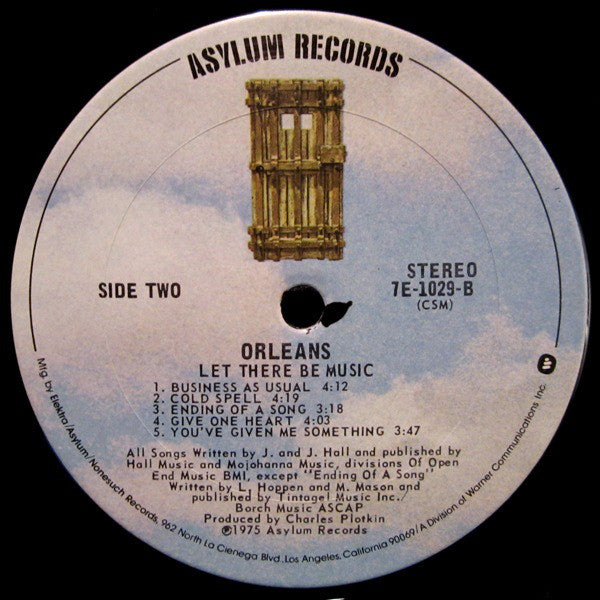 ASYLUM RECORDS
SIDE TWO
STEREO
7E-1029-B
(CSM)
ORLEANS
LET THERE BE MUSIC
1. BUSINESS AS USUAL 4:12
2. COLD SPELL 4:19
3. ENDING OF A SONG 3:18
4. GIVE ONE HEART 4:03
5. YOU'VE GIVEN ME SOMETHING 3:47
All Songs Written by J. and J. Hall and published by
Hall Music and Mojohanna Music, divisions Of Open
End Music BMI, except "Ending Of A Song"
Written by L. Hoppen and M. Mason and
published by Tintagel Music Inc./
Borch Music ASCAP
Produced by Charles Plotkin
℗1975 Asylum Records
Mfg. by Elektra/Asylum/Nonesuch Records, 962 North La Cienega Blvd., Los Angeles, California 90069/A Division of Warner Communications Inc.